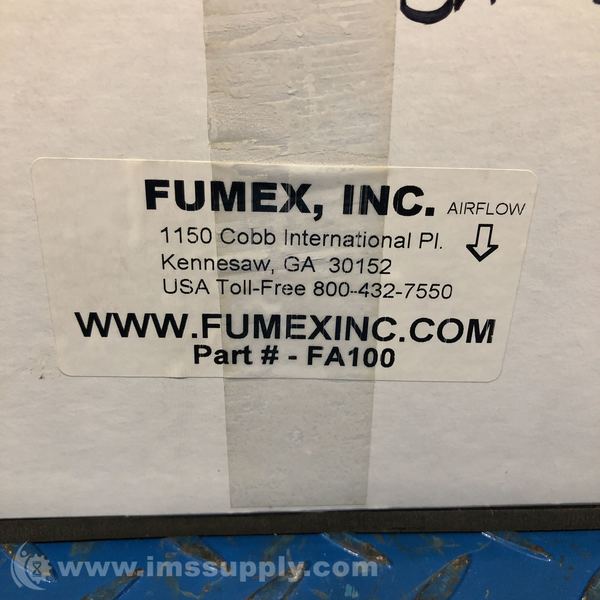 FUMEX, INC. AIRFLOW
1150 Cobb International Pl.
Kennesaw, GA 30152
USA Toll-Free 800-432-7550
WWW.FUMEXINC.COM
Part # - FA100
www.imssupply.com